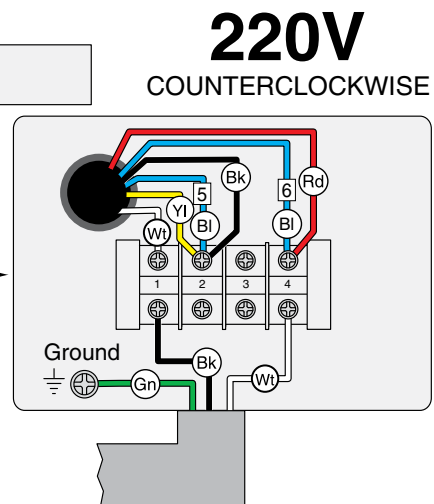 220V
COUNTERCLOCKWISE
Bk
Rd
5
6
Yl
Bl
Bl
Wt
1 2 3 4
Ground
Bk
Gn
Wt